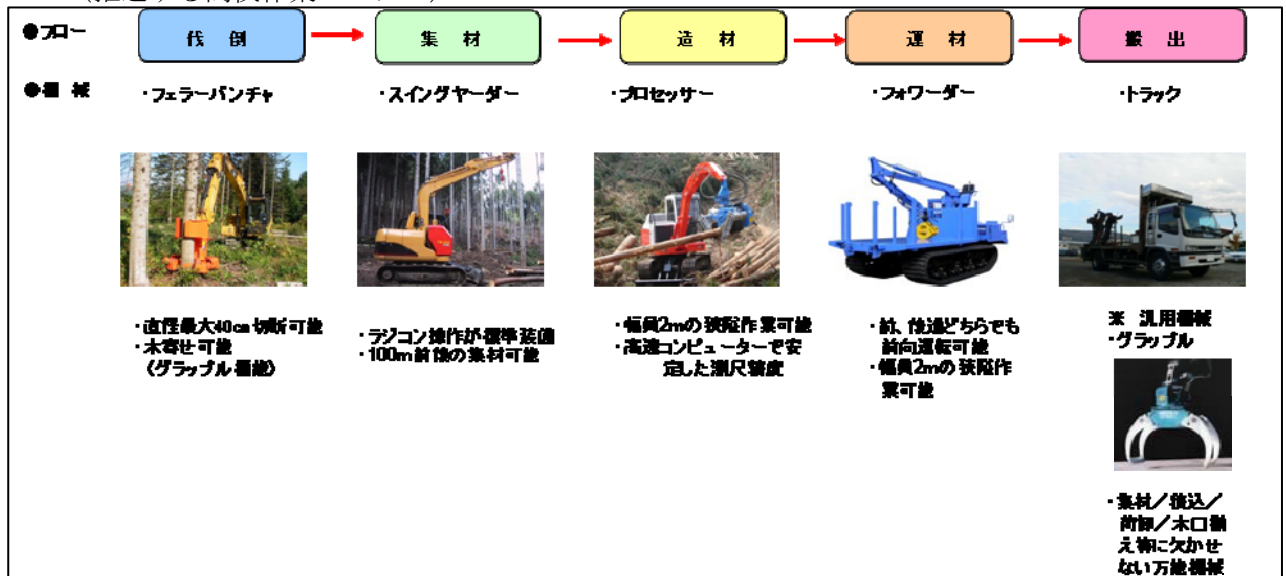 ●フロー
伐 倒
集 材
造 材
運 材
搬 出
●機 械
・フェラーバンチャ
・スイングヤーダー
・プロセッサー
・フォワーダー
・トラック
・直径最大40cm切断可能
・木寄せ可能
(グラップル機能)
・ラジコン操作が標準装備
・100m前後の集材可能
・幅員2mの狭隘作業可能
・高速コンピューターで安
定した測尺精度
・前、後進どちらでも
前向運転可能
・幅員2mの狭隘作
業可能
※ 汎用機械
・グラップル
・集材/積込/
荷卸/木口揃
え等に欠かせ
ない万能機械